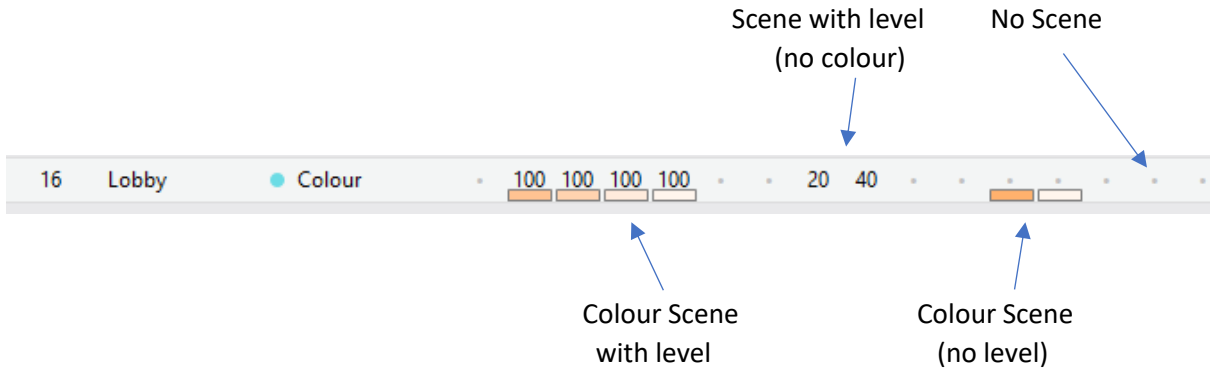 Scene with level
(no colour)
No Scene
16 Lobby Colour 100 100 100 100 20 40
Colour Scene
with level
Colour Scene
(no level)